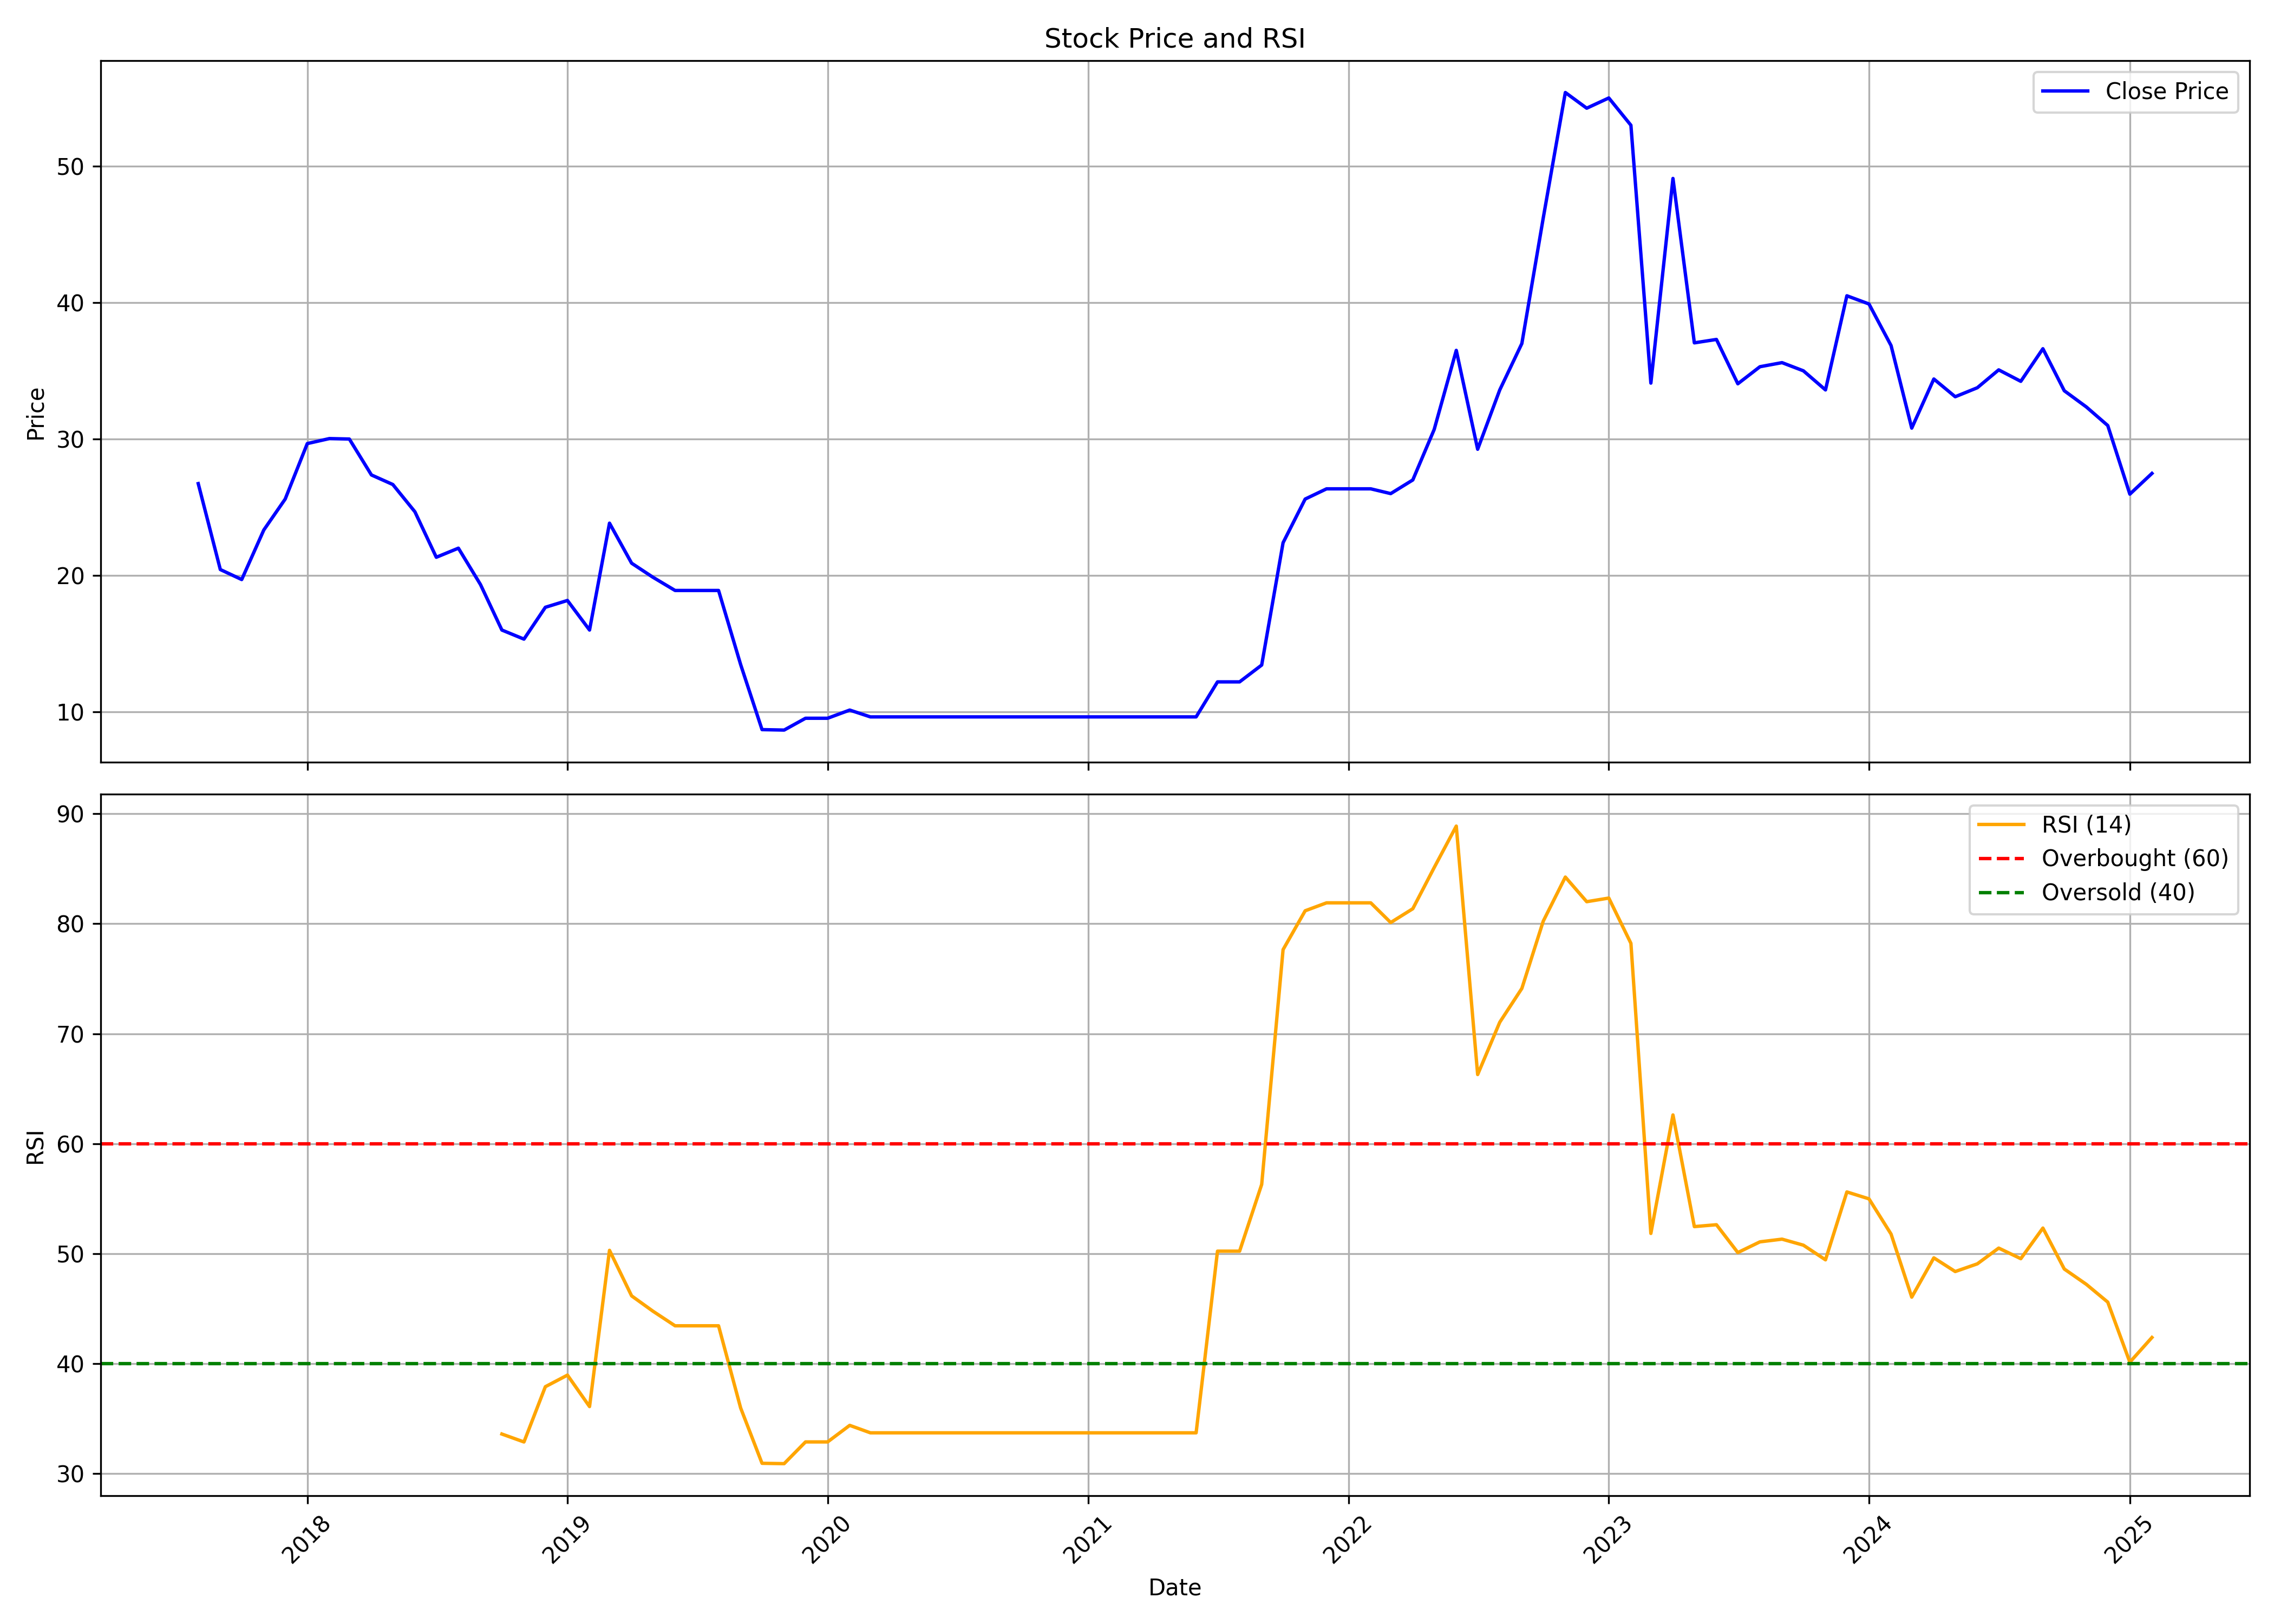 Stock Price and RSI
Close Price
Price
50
40
30
20
10
RSI (14)
Overbought (60)
Oversold (40)
RSI
90
80
70
60
50
40
30
2018
2019
2020
2021
2022
2023
2024
2025
Date